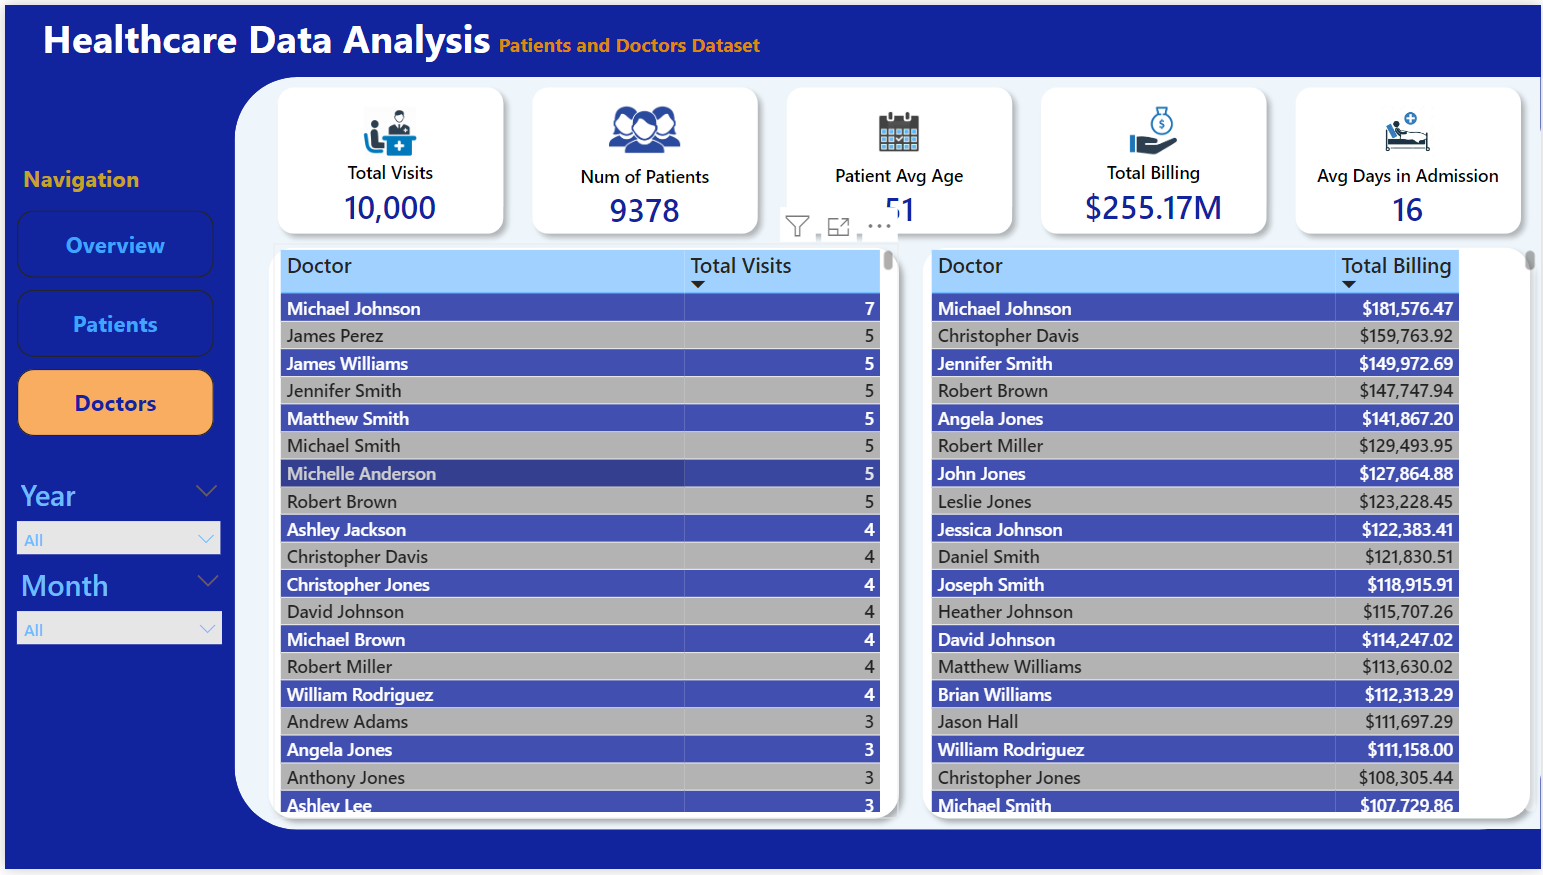 Healthcare Data Analysis Patients and Doctors Dataset
Total Visits
10,000
Num of Patients
9378
Patient Avg Age
51
Total Billing
$255.17M
Avg Days in Admission
16
Navigation
Overview
Patients
Doctors
Year
All
Month
All
Doctor Total Visits
Michael Johnson 7
James Perez 5
James Williams 5
Jennifer Smith 5
Matthew Smith 5
Michael Smith 5
Michelle Anderson 5
Robert Brown 5
Ashley Jackson 4
Christopher Davis 4
Christopher Jones 4
David Johnson 4
Michael Brown 4
Robert Miller 4
William Rodriguez 4
Andrew Adams 3
Angela Jones 3
Anthony Jones 3
Ashley Lee 3
Doctor Total Billing
Michael Johnson $181,576.47
Christopher Davis $159,763.92
Jennifer Smith $149,972.69
Robert Brown $147,747.94
Angela Jones $141,867.20
Robert Miller $129,493.95
John Jones $127,864.88
Leslie Jones $123,228.45
Jessica Johnson $122,383.41
Daniel Smith $121,830.51
Joseph Smith $118,915.91
Heather Johnson $115,707.26
David Johnson $114,247.02
Matthew Williams $113,630.02
Brian Williams $112,313.29
Jason Hall $111,697.29
William Rodriguez $111,158.00
Christopher Jones $108,305.44
Michael Smith $107,729.86